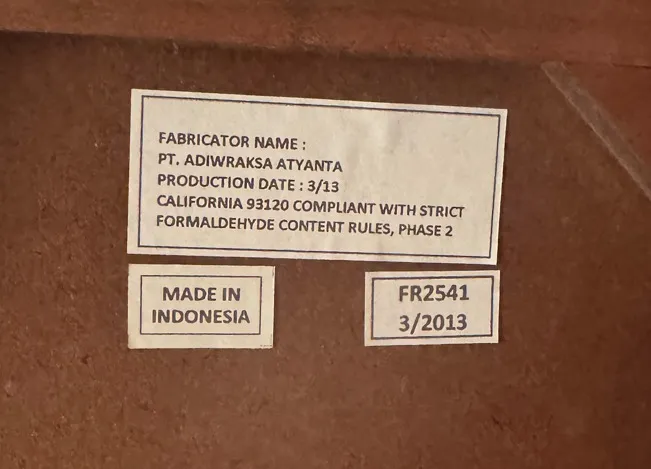 FABRICATOR NAME :
PT. ADIWRAKSA ATYANTA
PRODUCTION DATE : 3/13
CALIFORNIA 93120 COMPLIANT WITH STRICT
FORMALDEHYDE CONTENT RULES, PHASE 2
MADE IN
INDONESIA
FR2541
3/2013